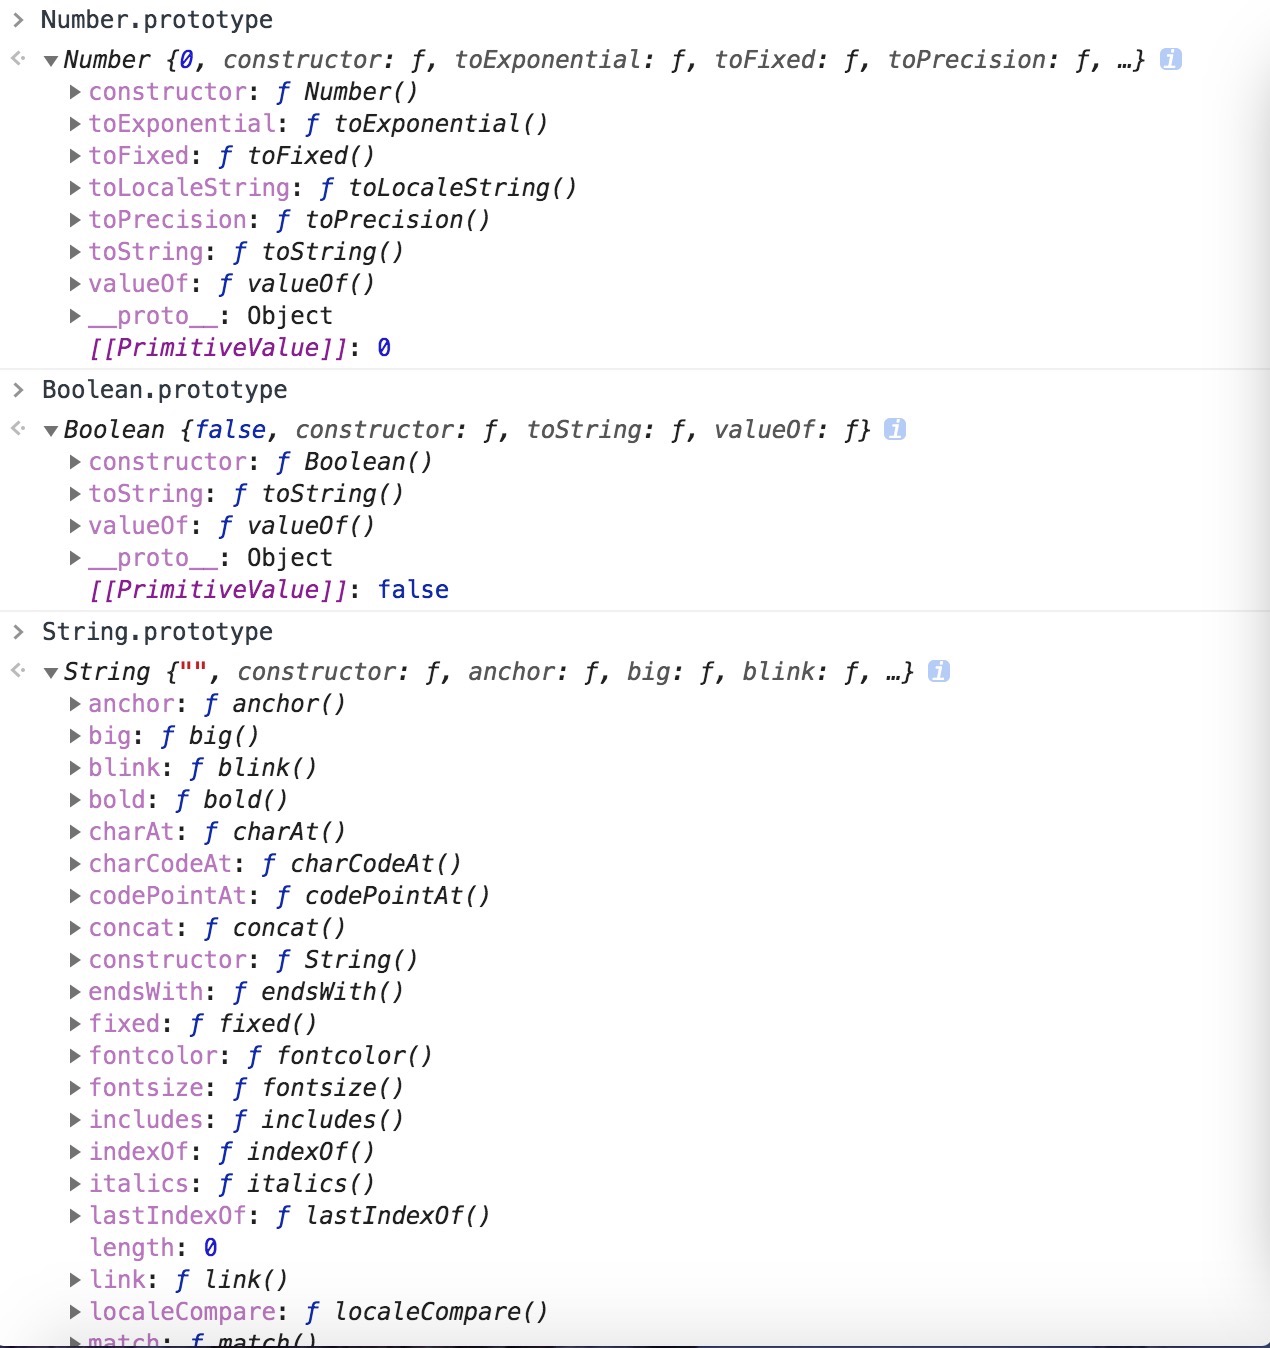 > Number.prototype
<· ▼Number {0, constructor: ƒ, toExponential: ƒ, toFixed: ƒ, toPrecision: ƒ, …} i
▶constructor: ƒ Number()
▶toExponential: ƒ toExponential()
▶toFixed: ƒ toFixed()
▶toLocaleString: ƒ toLocaleString()
▶toPrecision: ƒ toPrecision()
▶toString: ƒ toString()
▶valueOf: ƒ valueOf()
▶__proto__: Object
[[PrimitiveValue]]: 0
> Boolean.prototype
<· ▼Boolean {false, constructor: ƒ, toString: ƒ, valueOf: ƒ} i
▶constructor: ƒ Boolean()
▶toString: ƒ toString()
▶valueOf: ƒ valueOf()
▶__proto__: Object
[[PrimitiveValue]]: false
> String.prototype
<· ▼String {"", constructor: ƒ, anchor: ƒ, big: ƒ, blink: ƒ, …} i
▶anchor: ƒ anchor()
▶big: ƒ big()
▶blink: ƒ blink()
▶bold: ƒ bold()
▶charAt: ƒ charAt()
▶charCodeAt: ƒ charCodeAt()
▶codePointAt: ƒ codePointAt()
▶concat: ƒ concat()
▶constructor: ƒ String()
▶endsWith: ƒ endsWith()
▶fixed: ƒ fixed()
▶fontcolor: ƒ fontcolor()
▶fontsize: ƒ fontsize()
▶includes: ƒ includes()
▶indexOf: ƒ indexOf()
▶italics: ƒ italics()
▶lastIndexOf: ƒ lastIndexOf()
length: 0
▶link: ƒ link()
▶localeCompare: ƒ localeCompare()
▶match: ƒ match()